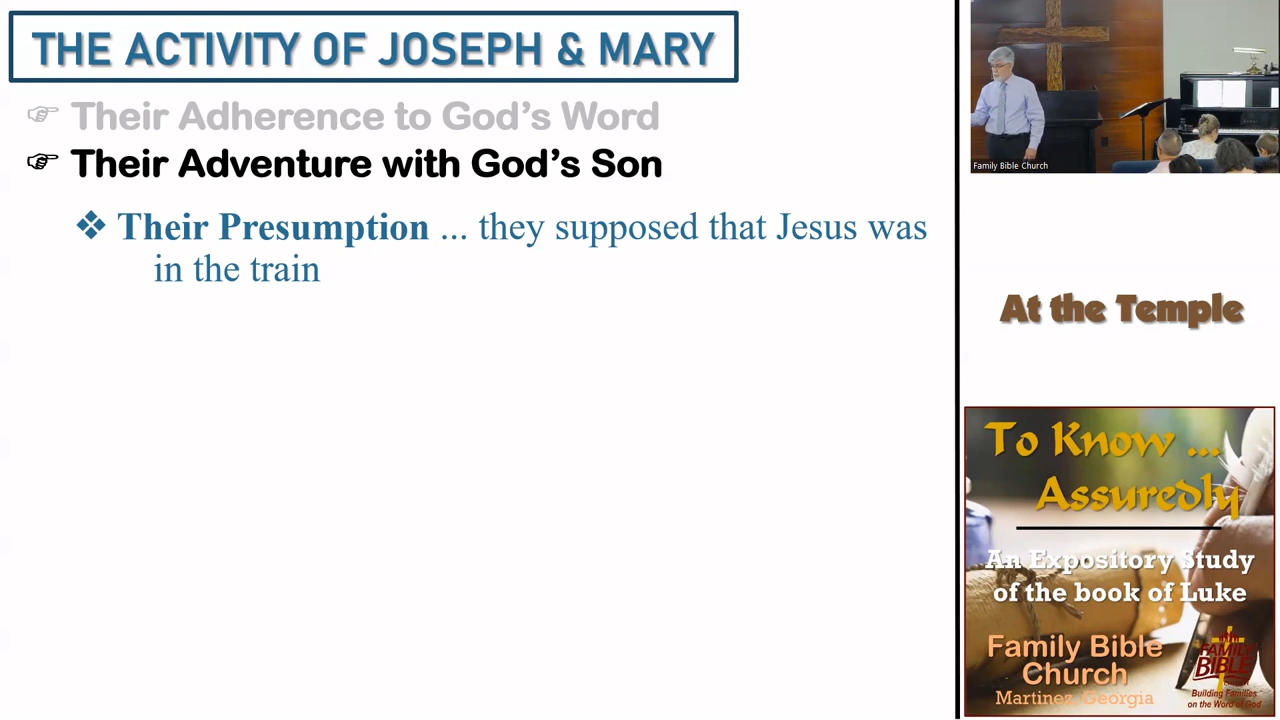 THE ACTIVITY OF JOSEPH & MARY
Their Adherence to God's Word
Their Adventure with God's Son
Their Presumption ... they supposed that Jesus was
in the train
Family Bible Church
At the Temple
To Know ...
Assuredly
An Expository Study
of the book of Luke
Family Bible
Church
Martinez, Georgia
FAMILY
BIBLE
Building Families
on the Word of God